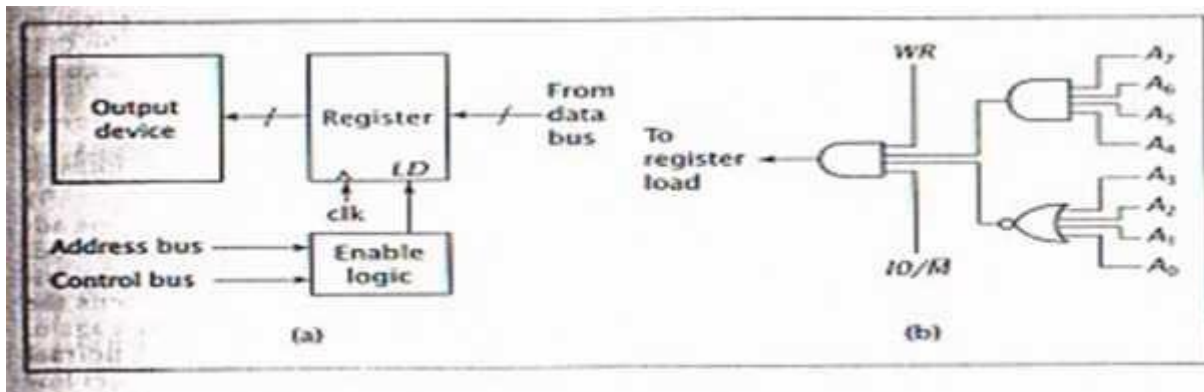 Output
device
Register
LD
clk
From
data
bus
Address bus
Control bus
Enable
logic
(a)
WR
To
register
load
IO/M̅
A₇
A₆
A₅
A₄
A₃
A₂
A₁
A₀
(b)